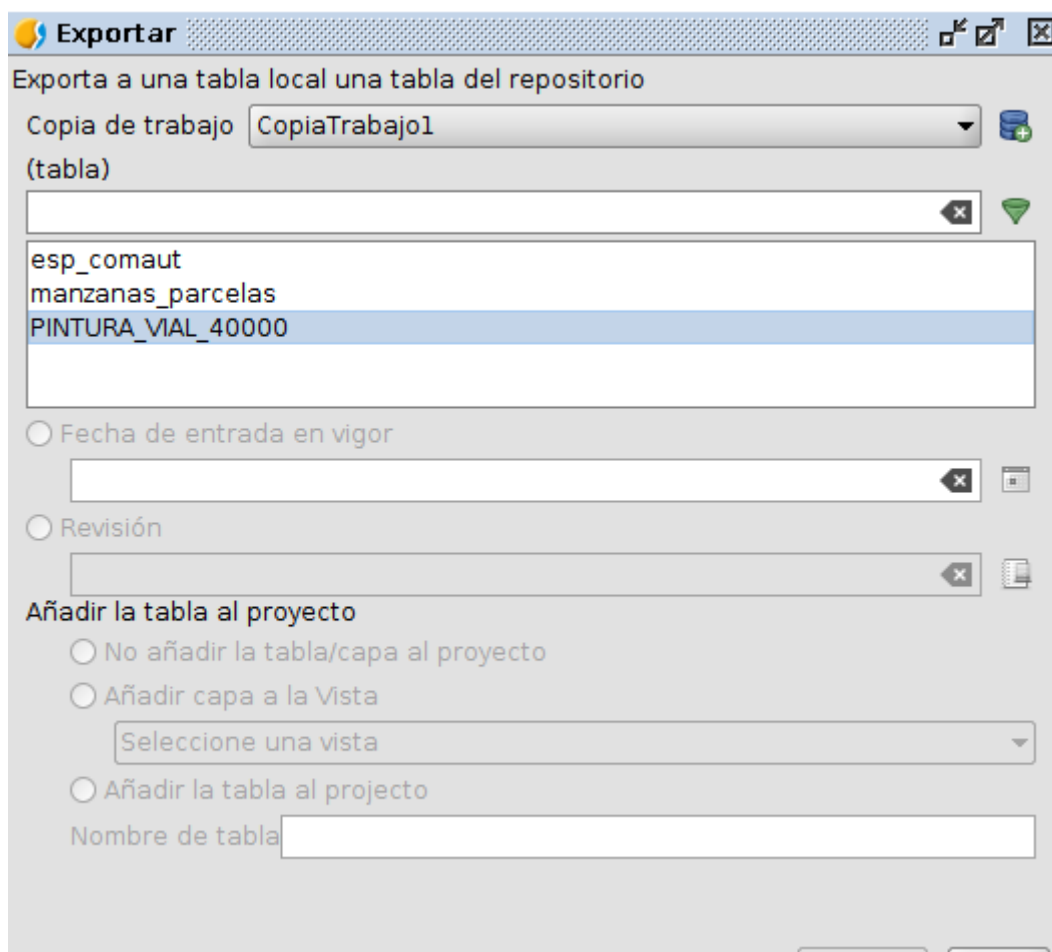 Exportar
Exporta a una tabla local una tabla del repositorio
Copia de trabajo CopiaTrabajo1
(tabla)
esp_comaut
manzanas_parcelas
PINTURA_VIAL_40000
Fecha de entrada en vigor
Revisión
Añadir la tabla al proyecto
No añadir la tabla/capa al proyecto
Añadir capa a la Vista
Seleccione una vista
Añadir la tabla al projecto
Nombre de tabla